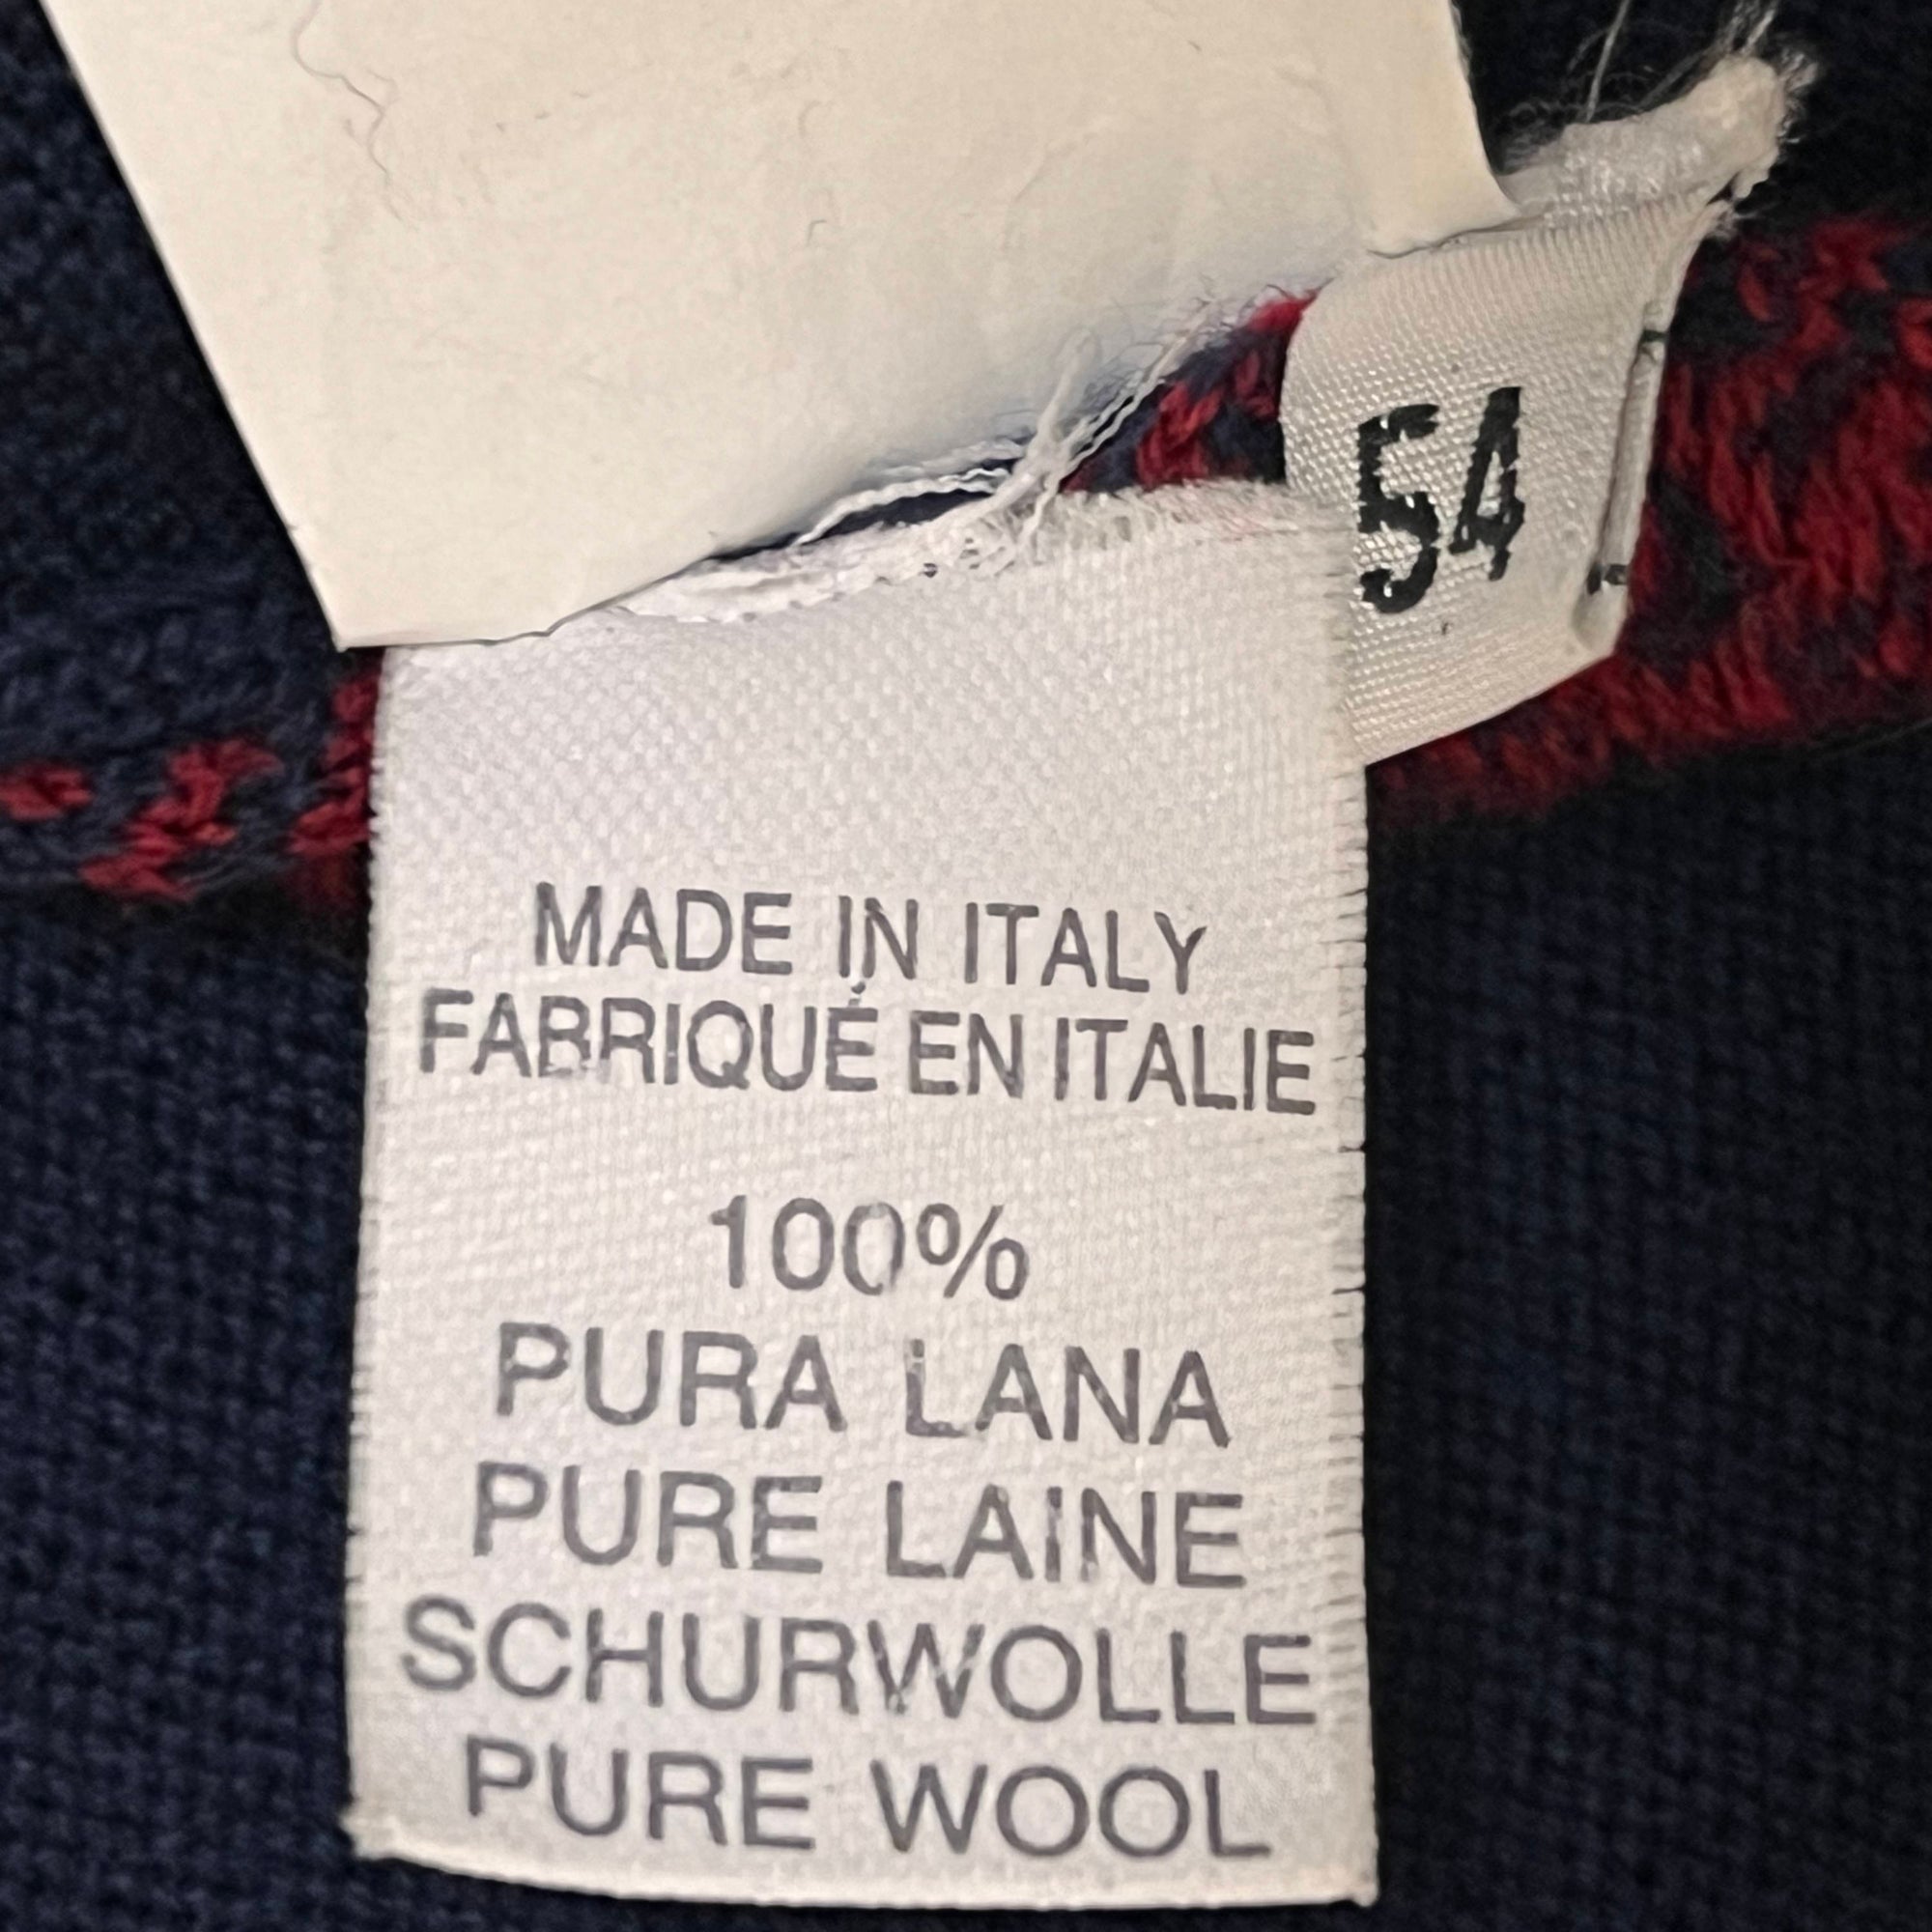 54
MADE IN ITALY
FABRIQUÉ EN ITALIE
100%
PURA LANA
PURE LAINE
SCHURWOLLE
PURE WOOL